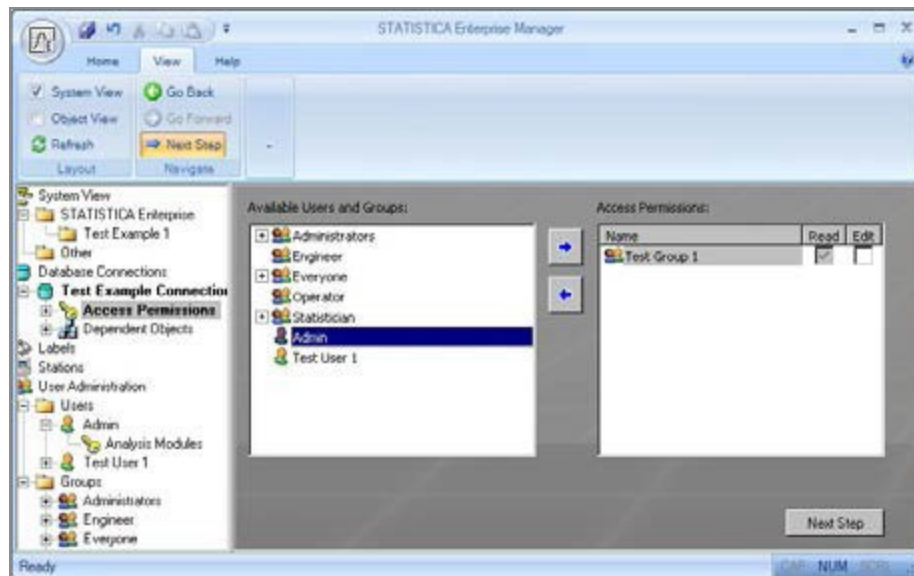 STATISTICA Enterprise Manager
Home View Help
System View
Go Back
Object View
Go Forward
Refresh
Next Step
Layout
Navigate
System View
STATISTICA Enterprise
Test Example 1
Other
Database Connections
Test Example Connection
Access Permissions
Dependent Objects
Labels
Stations
User Administration
Users
Admin
Analysis Modules
Test User 1
Groups
Administrators
Engineer
Everyone
Available Users and Groups:
Administrators
Engineer
Everyone
Operator
Statistician
Admin
Test User 1
Access Permissions:
Name Read Edit
Test Group 1
Next Step
Ready
CAP NUM SCRL